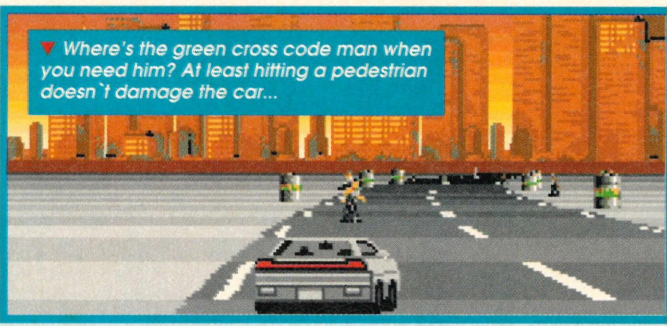 ▼ Where's the green cross code man when
you need him? At least hitting a pedestrian
doesn`t damage the car...